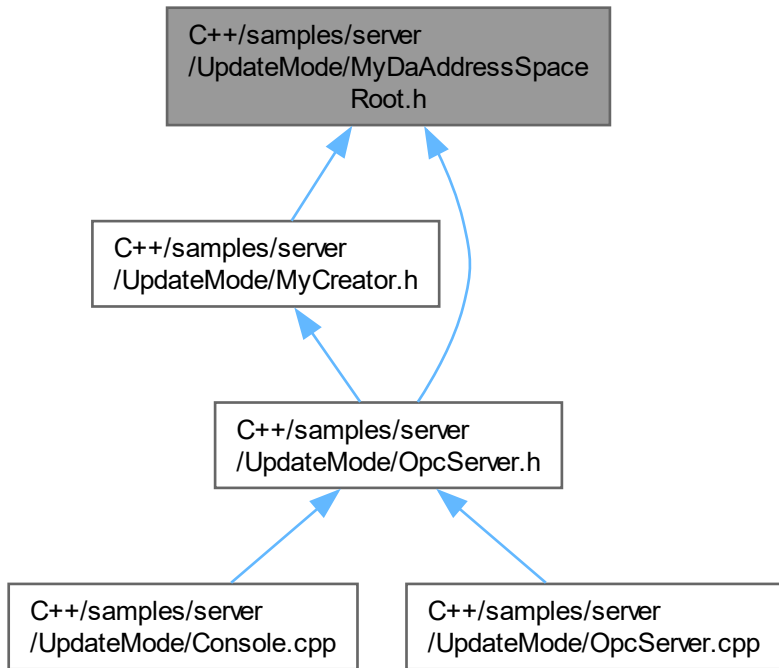 C++/samples/server
/UpdateMode/MyDaAddressSpace
Root.h
C++/samples/server
/UpdateMode/MyCreator.h
C++/samples/server
/UpdateMode/OpcServer.h
C++/samples/server
/UpdateMode/Console.cpp
C++/samples/server
/UpdateMode/OpcServer.cpp